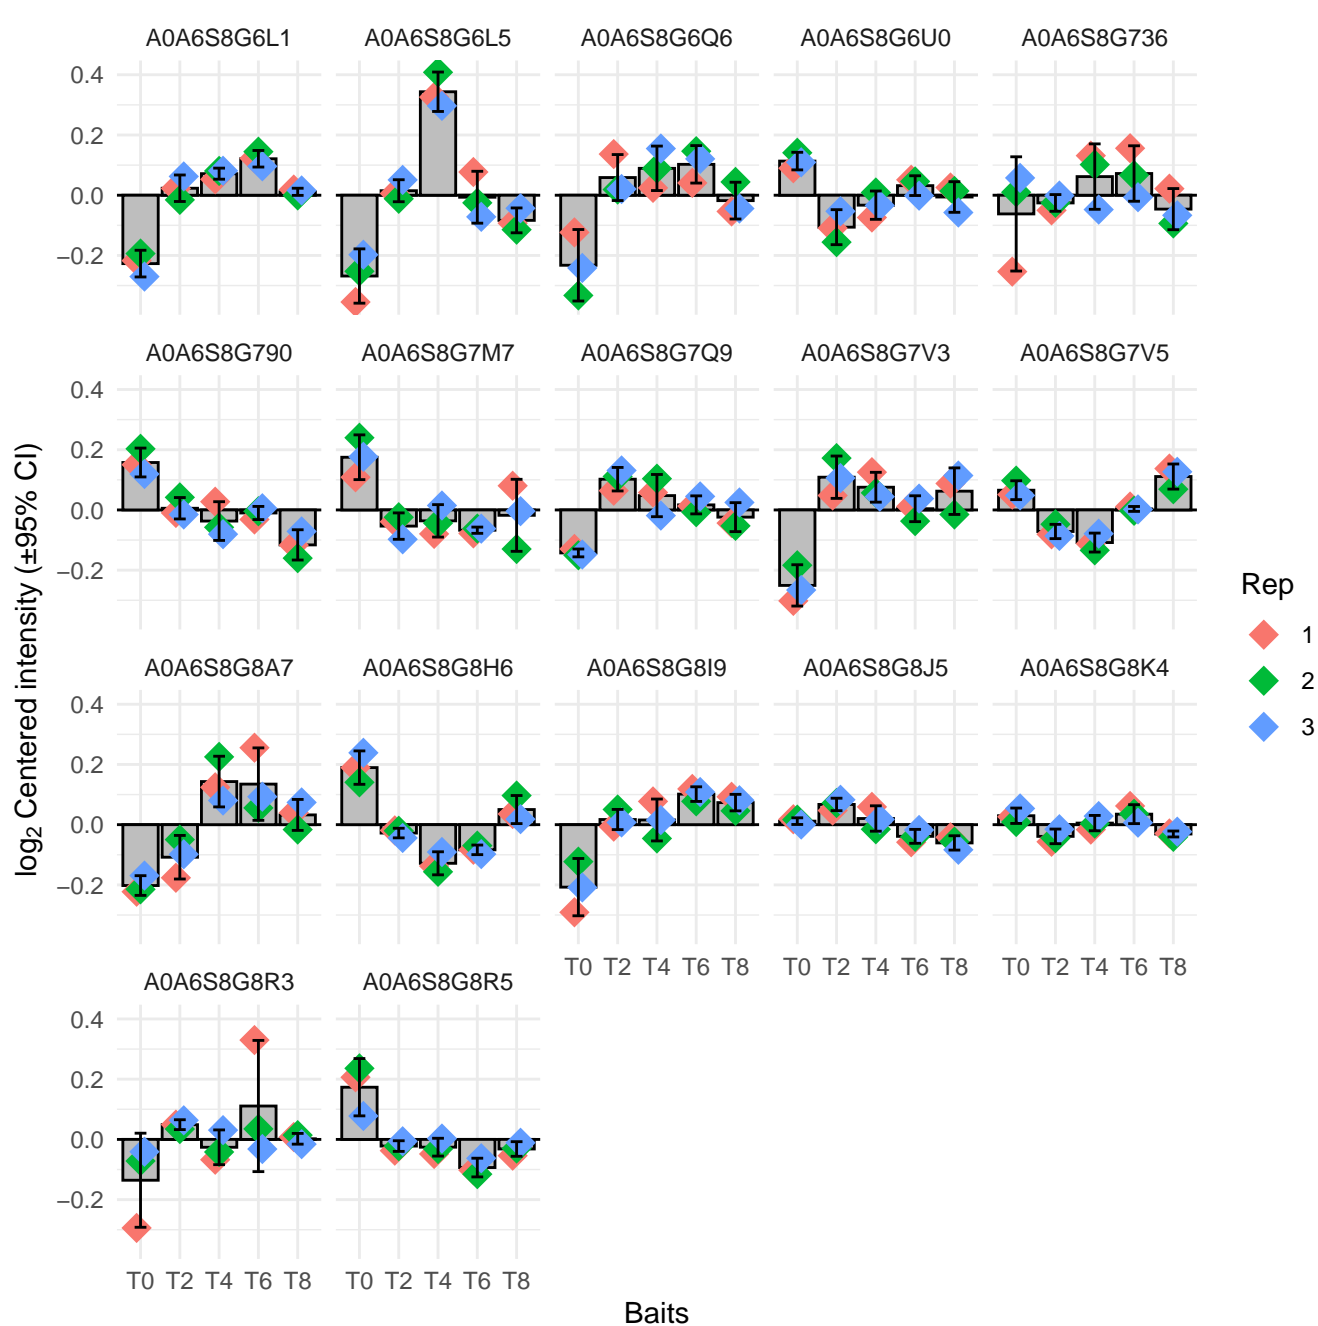 A0A6S8G6L1 A0A6S8G6L5 A0A6S8G6Q6 A0A6S8G6U0 A0A6S8G736
0.4
0.2
0.0
−0.2
A0A6S8G790 A0A6S8G7M7 A0A6S8G7Q9 A0A6S8G7V3 A0A6S8G7V5
0.4
0.2
0.0
−0.2
A0A6S8G8A7 A0A6S8G8H6 A0A6S8G8I9 A0A6S8G8J5 A0A6S8G8K4
0.4
0.2
0.0
−0.2
T0 T2 T4 T6 T8 T0 T2 T4 T6 T8 T0 T2 T4 T6 T8
A0A6S8G8R3 A0A6S8G8R5
0.4
0.2
0.0
−0.2
T0 T2 T4 T6 T8 T0 T2 T4 T6 T8
Baits
log2 Centered intensity (±95% CI)
Rep
1
2
3